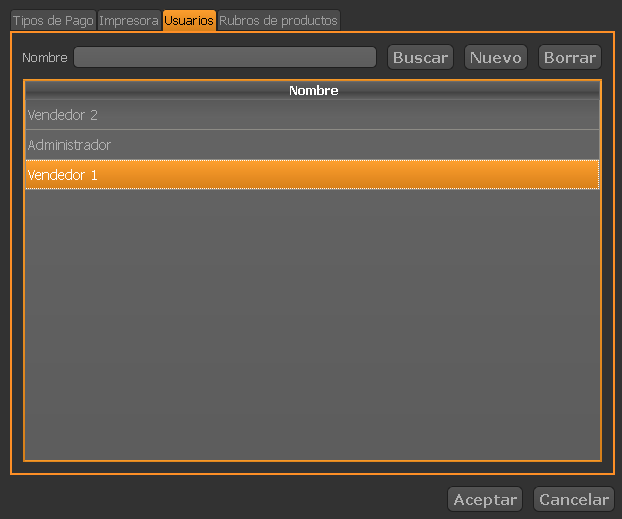 Tipos de Pago Impresora Usuarios Rubros de productos
Nombre Buscar Nuevo Borrar
Nombre
Vendedor 2
Administrador
Vendedor 1
Aceptar Cancelar